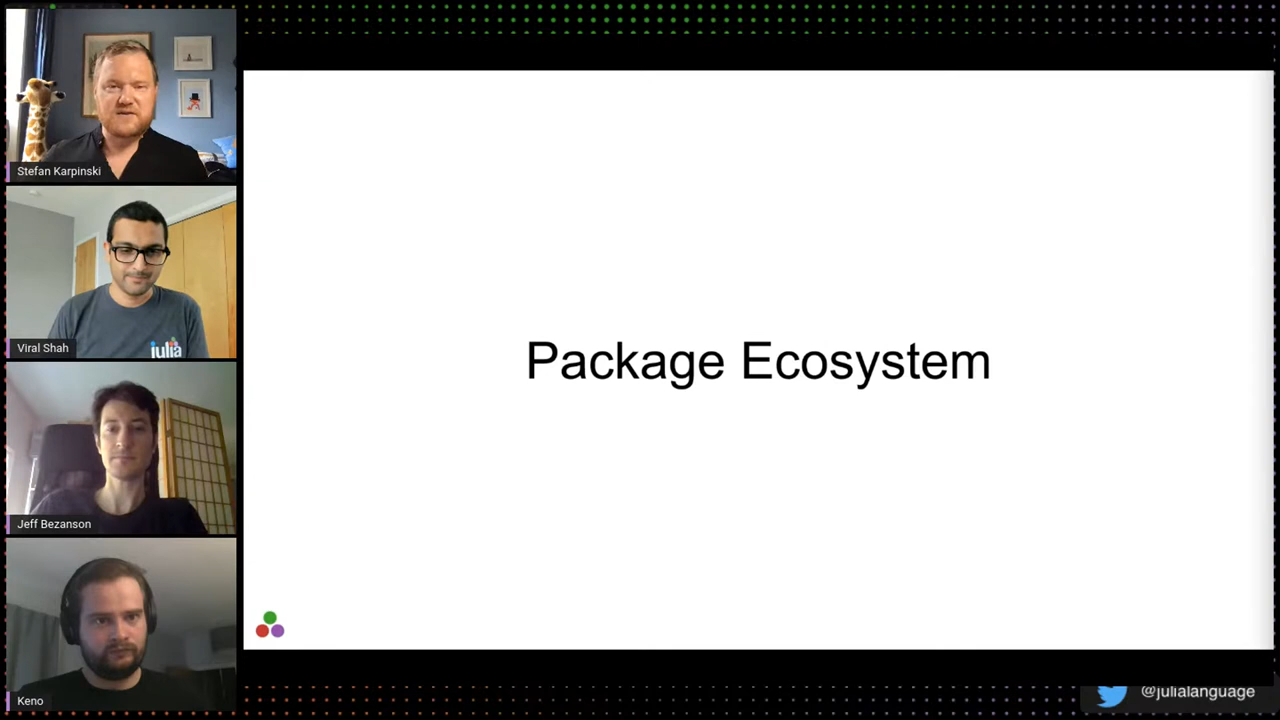 Stefan Karpinski
Viral Shah
julia
Jeff Bezanson
Keno
Package Ecosystem
@julialanguage